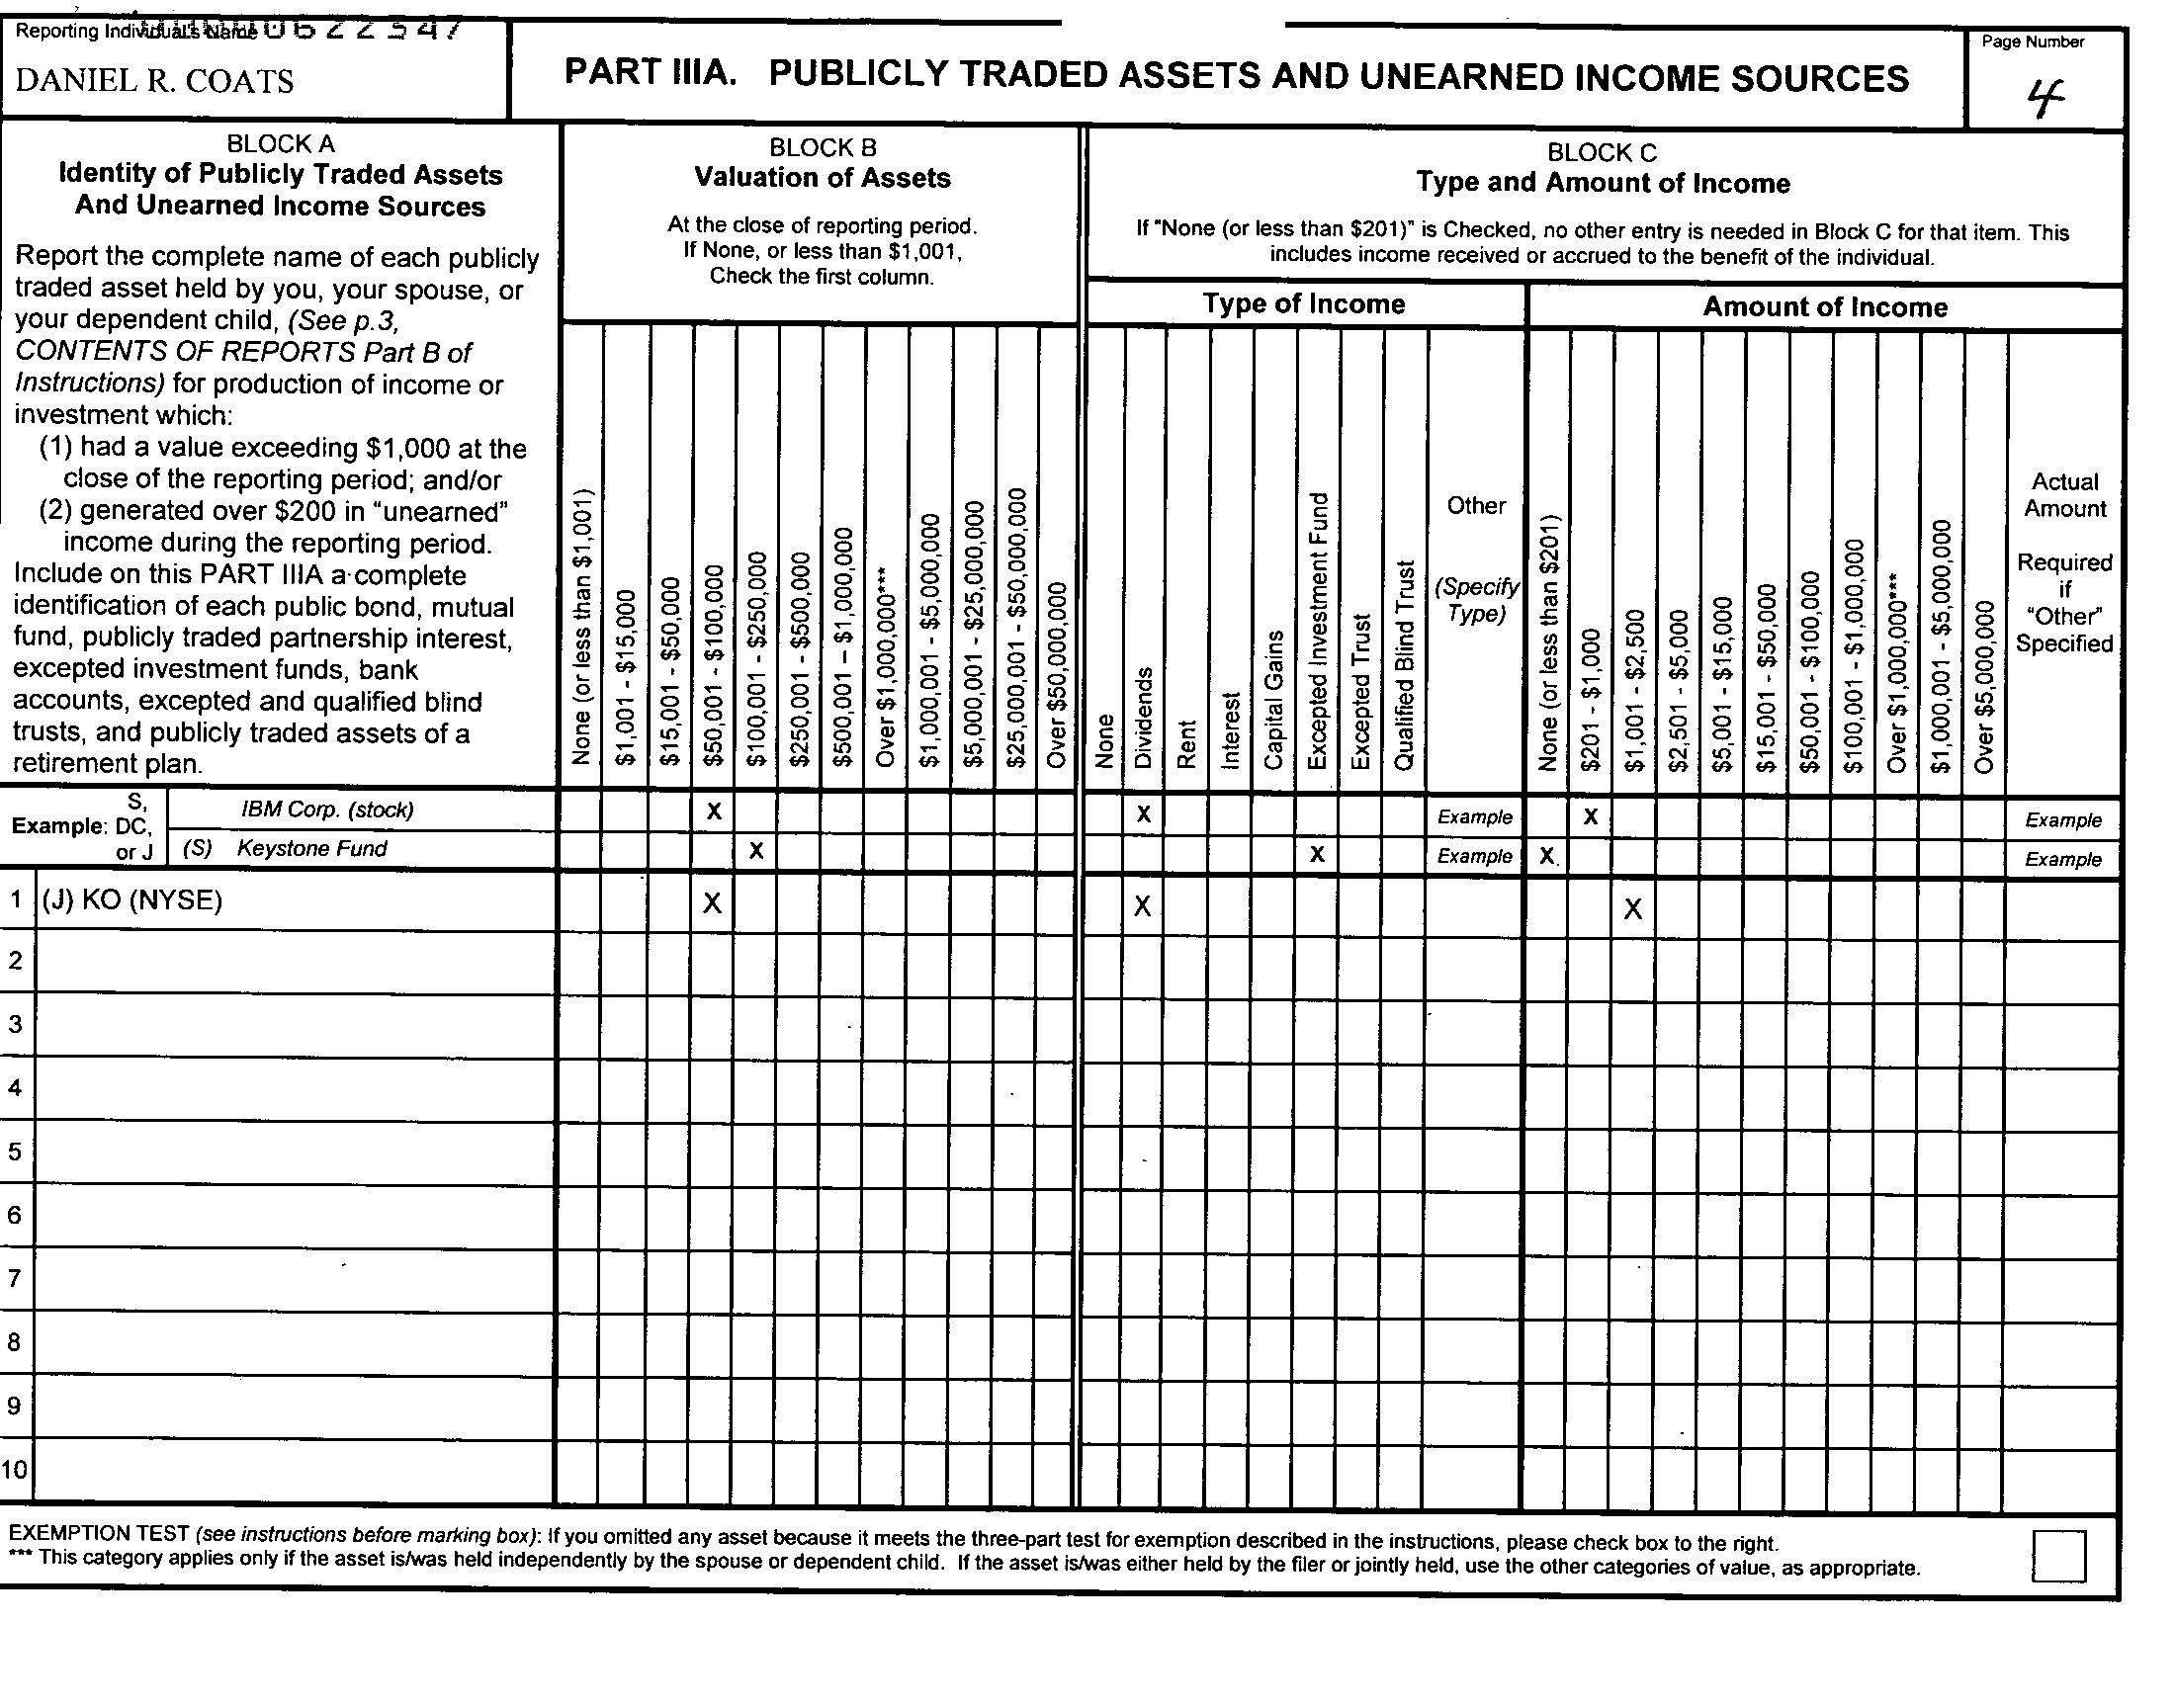 Reporting Individual's Name
DANIEL R. COATS
PART IIIA. PUBLICLY TRADED ASSETS AND UNEARNED INCOME SOURCES
Page Number
4
BLOCK A
Identity of Publicly Traded Assets
And Unearned Income Sources
Report the complete name of each publicly
traded asset held by you, your spouse, or
your dependent child, (See p.3,
CONTENTS OF REPORTS Part B of
Instructions) for production of income or
investment which:
(1) had a value exceeding $1,000 at the
close of the reporting period; and/or
(2) generated over $200 in "unearned"
income during the reporting period.
Include on this PART IIIA a complete
identification of each public bond, mutual
fund, publicly traded partnership interest,
excepted investment funds, bank
accounts, excepted and qualified blind
trusts, and publicly traded assets of a
retirement plan.
BLOCK B
Valuation of Assets
At the close of reporting period.
If None, or less than $1,001,
Check the first column.
None (or less than $1,001)
$1,001 - $15,000
$15,001 - $50,000
$50,001 - $100,000
$100,001 - $250,000
$250,001 - $500,000
$500,001 – $1,000,000
Over $1,000,000***
$1,000,001 - $5,000,000
$5,000,001 - $25,000,000
$25,000,001 - $50,000,000
Over $50,000,000
BLOCK C
Type and Amount of Income
If "None (or less than $201)" is Checked, no other entry is needed in Block C for that item. This
includes income received or accrued to the benefit of the individual.
Type of Income
None
Dividends
Rent
Interest
Capital Gains
Excepted Investment Fund
Excepted Trust
Qualified Blind Trust
Other
(Specify
Type)
Amount of Income
None (or less than $201)
$201 - $1,000
$1,001 - $2,500
$2,501 - $5,000
$5,001 - $15,000
$15,001 - $50,000
$50,001 - $100,000
$100,001 - $1,000,000
Over $1,000,000***
$1,000,001 - $5,000,000
Over $5,000,000
Actual
Amount
Required
if
"Other"
Specified
Example:
S,
DC,
or J
IBM Corp. (stock) X X Example X Example
(S) Keystone Fund X X Example X Example
1 (J) KO (NYSE) X X X
2
3
4
5
6
7
8
9
10
EXEMPTION TEST (see instructions before marking box): If you omitted any asset because it meets the three-part test for exemption described in the instructions, please check box to the right.
*** This category applies only if the asset is/was held independently by the spouse or dependent child. If the asset is/was either held by the filer or jointly held, use the other categories of value, as appropriate.